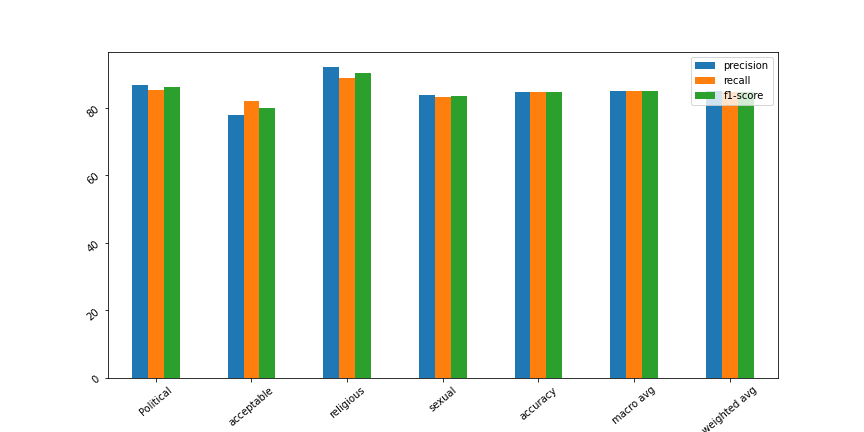 precision
recall
f1-score
80
60
40
20
0
Political
acceptable
religious
sexual
accuracy
macro avg
weighted avg